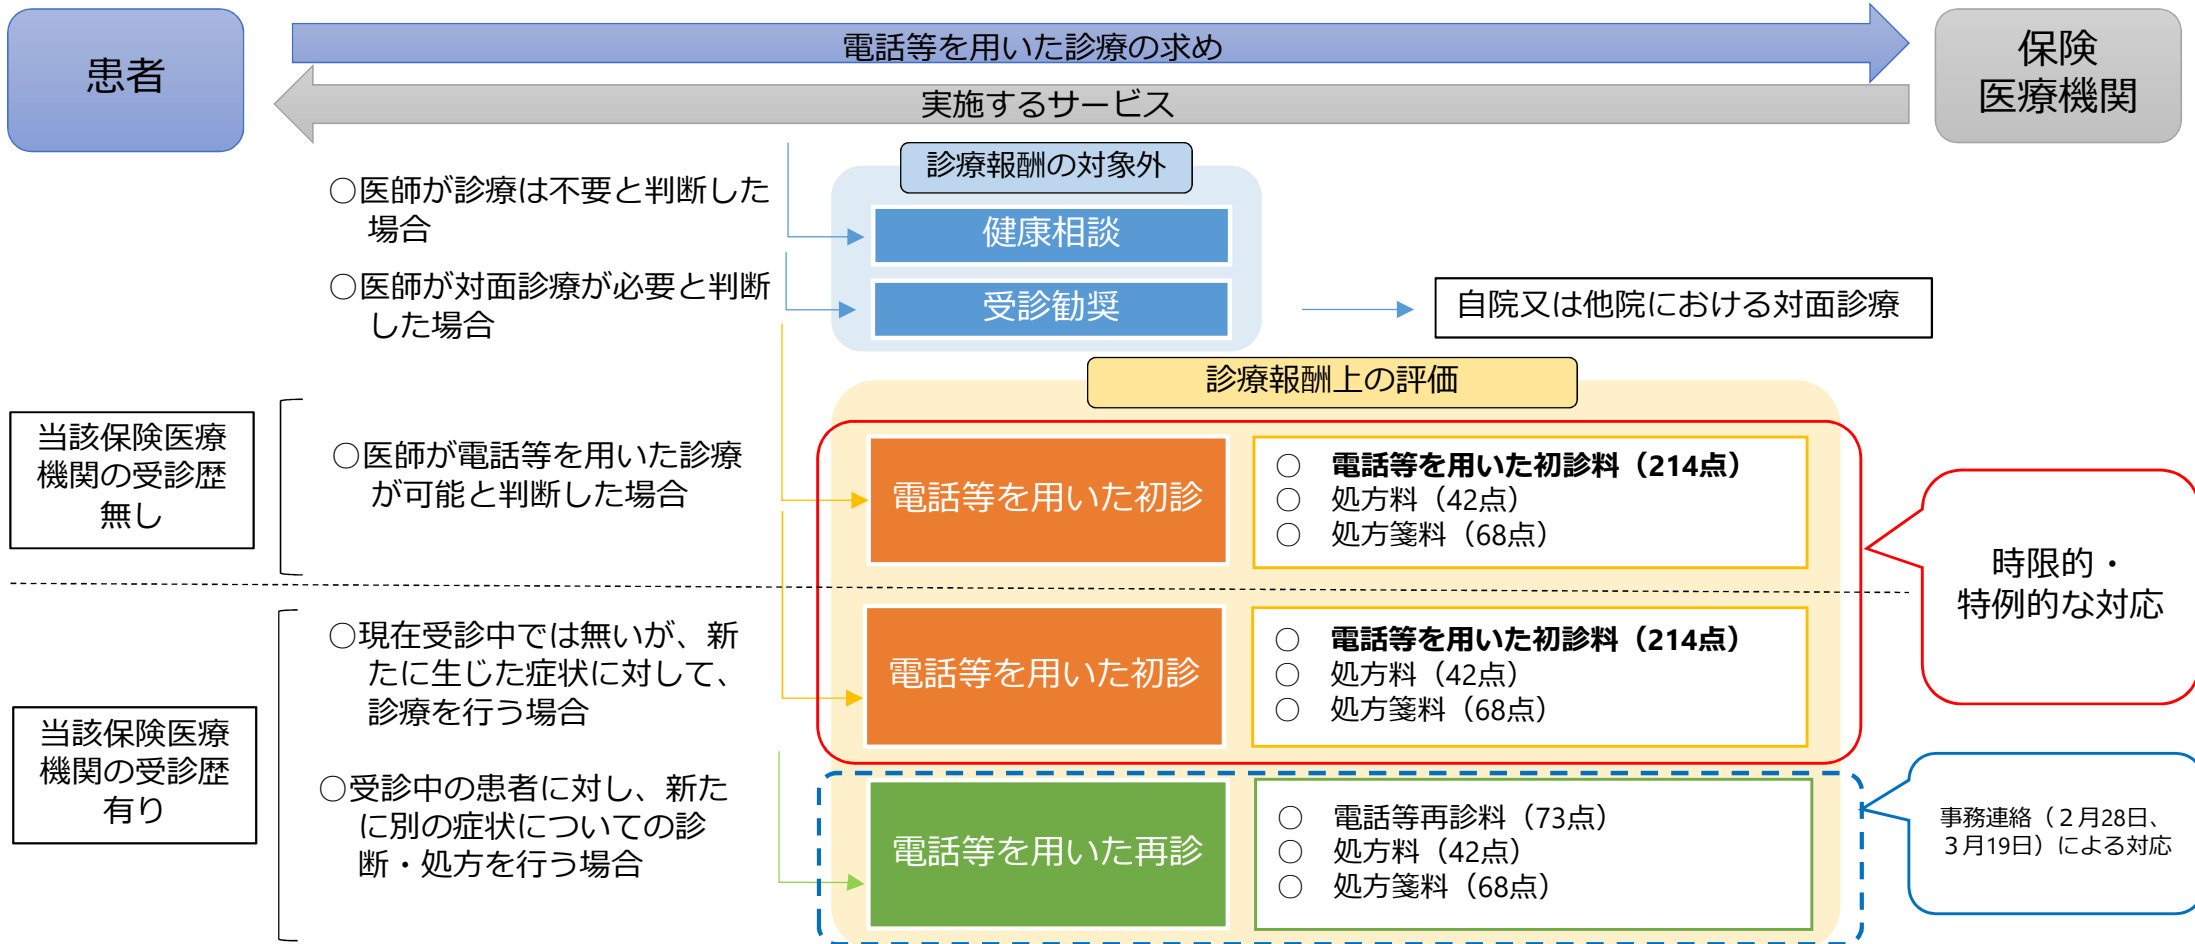 患者
電話等を用いた診療の求め
実施するサービス
保険
医療機関
診療報酬の対象外
○医師が診療は不要と判断した
場合
健康相談
○医師が対面診療が必要と判断
した場合
受診勧奨
自院又は他院における対面診療
診療報酬上の評価
当該保険医療
機関の受診歴
無し
○医師が電話等を用いた診療
が可能と判断した場合
電話等を用いた初診
○ 電話等を用いた初診料（214点）
○ 処方料（42点）
○ 処方箋料（68点）
時限的・
特例的な対応
当該保険医療
機関の受診歴
有り
○現在受診中では無いが、新
たに生じた症状に対して、
診療を行う場合
電話等を用いた初診
○ 電話等を用いた初診料（214点）
○ 処方料（42点）
○ 処方箋料（68点）
○受診中の患者に対し、新た
に別の症状についての診
断・処方を行う場合
電話等を用いた再診
○ 電話等再診料（73点）
○ 処方料（42点）
○ 処方箋料（68点）
事務連絡（２月28日、
３月19日）による対応